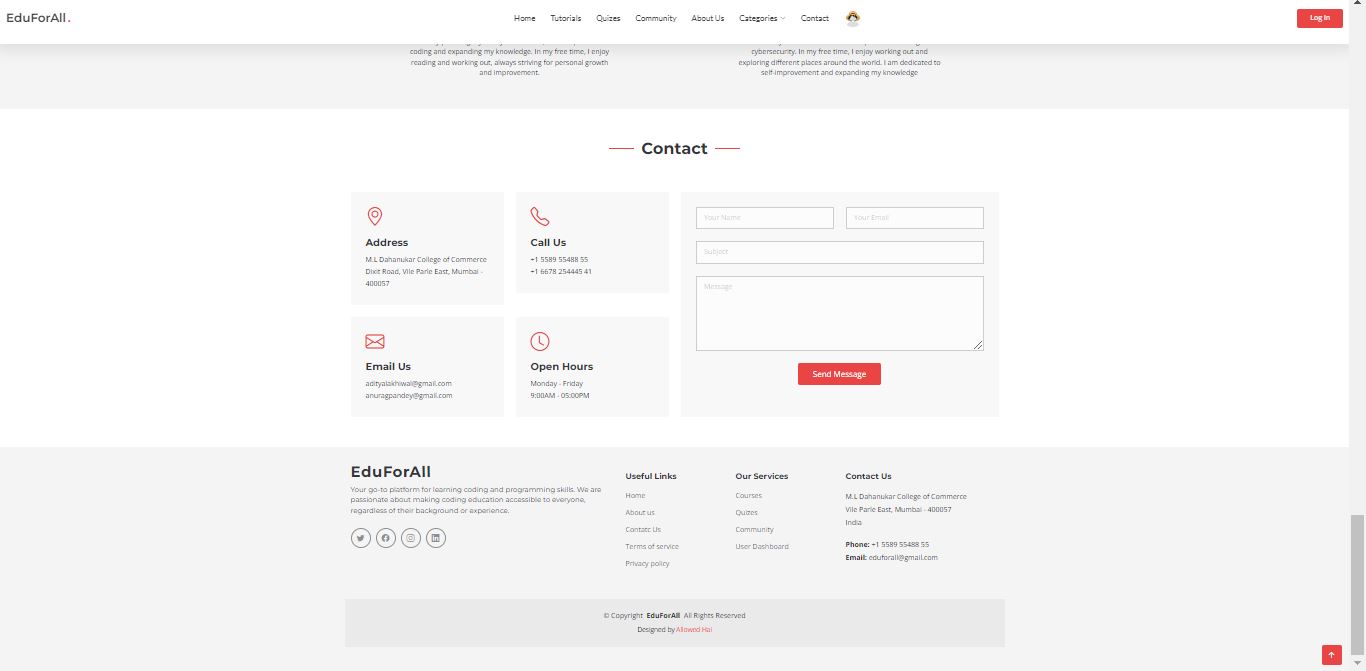 EduForAll.
Home Tutorials Quizes Community About Us Categories Contact
Log In
coding and expanding my knowledge. In my free time, I enjoy
reading and working out, always striving for personal growth
and improvement.
cybersecurity. In my free time, I enjoy working out and
exploring different places around the world. I am dedicated to
self-improvement and expanding my knowledge
Contact
Address
M.L Dahanukar College of Commerce
Dixit Road, Vile Parle East, Mumbai -
400057
Call Us
+1 5589 55488 55
+1 6678 254445 41
Email Us
adityalakhiwal@gmail.com
anuragpandey@gmail.com
Open Hours
Monday - Friday
9:00AM - 05:00PM
Your Name
Your Email
Subject
Message
Send Message
EduForAll
Your go-to platform for learning coding and programming skills. We are
passionate about making coding education accessible to everyone,
regardless of their background or experience.
Useful Links
Home
About us
Contatc Us
Terms of service
Privacy policy
Our Services
Courses
Quizes
Community
User Dashboard
Contact Us
M.L Dahanukar College of Commerce
Vile Parle East, Mumbai - 400057
India
Phone: +1 5589 55488 55
Email: eduforall@gmail.com
© Copyright EduForAll All Rights Reserved
Designed by Allowed Hai